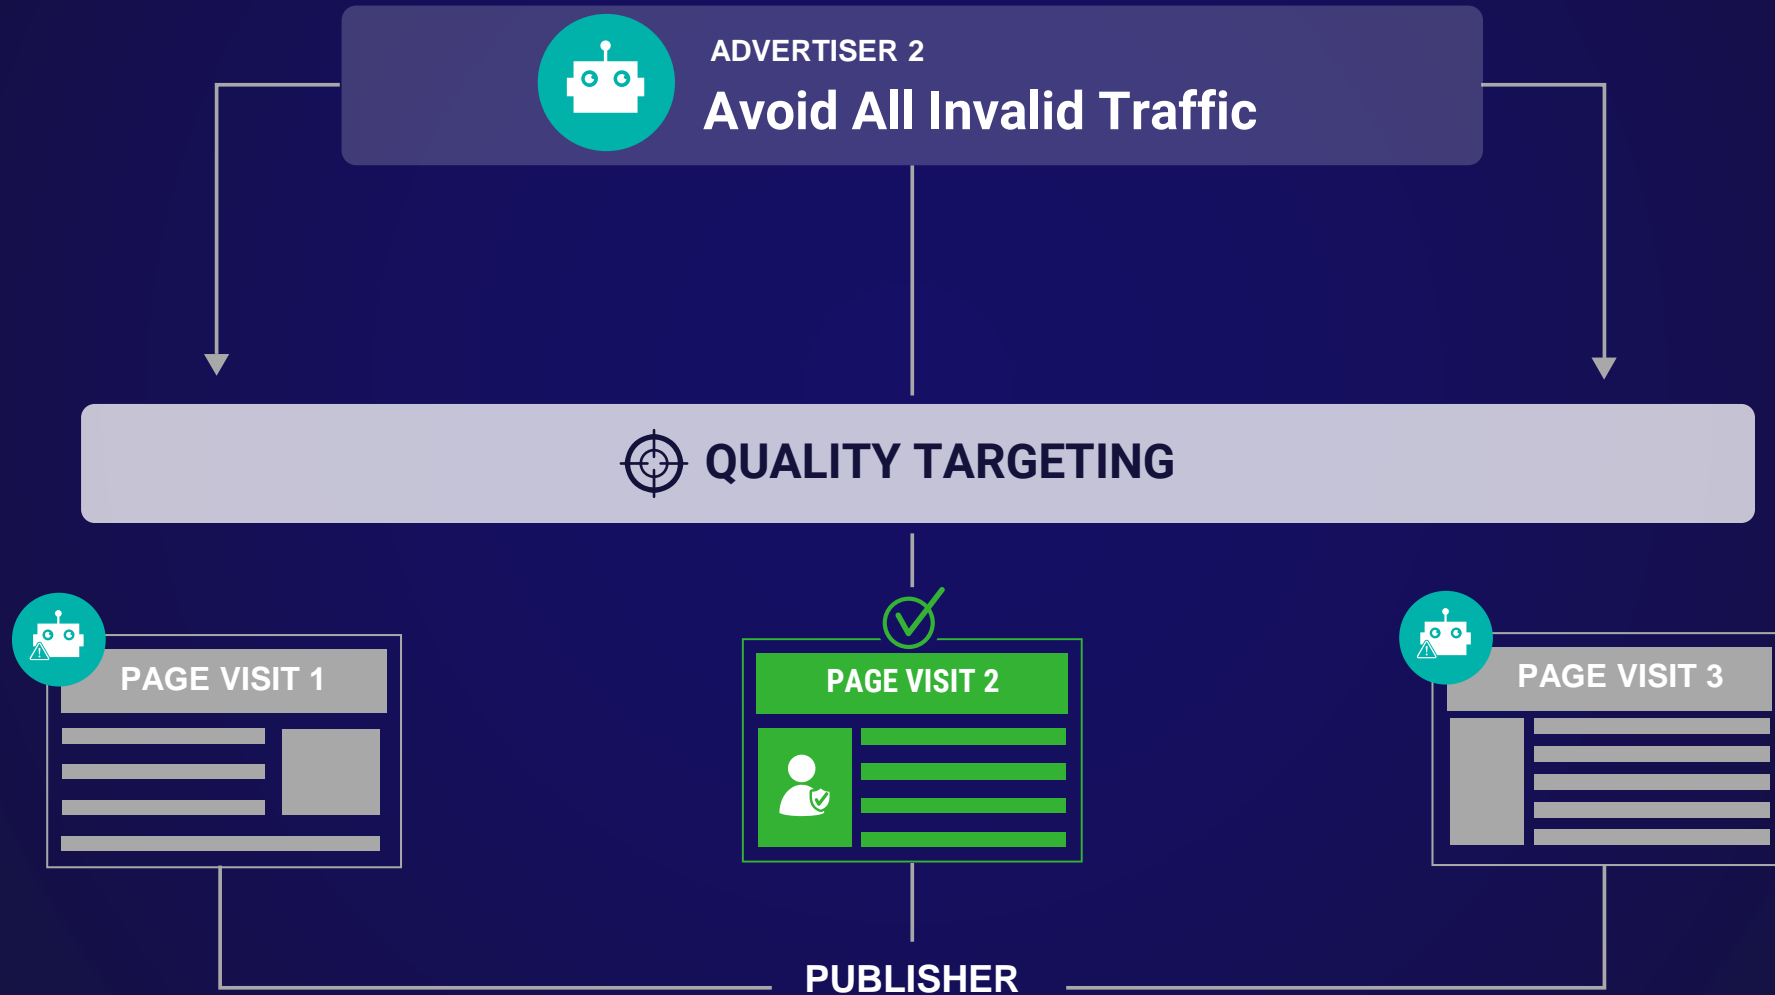 ADVERTISER 2
Avoid All Invalid Traffic
QUALITY TARGETING
PAGE VISIT 1
PAGE VISIT 2
PAGE VISIT 3
PUBLISHER